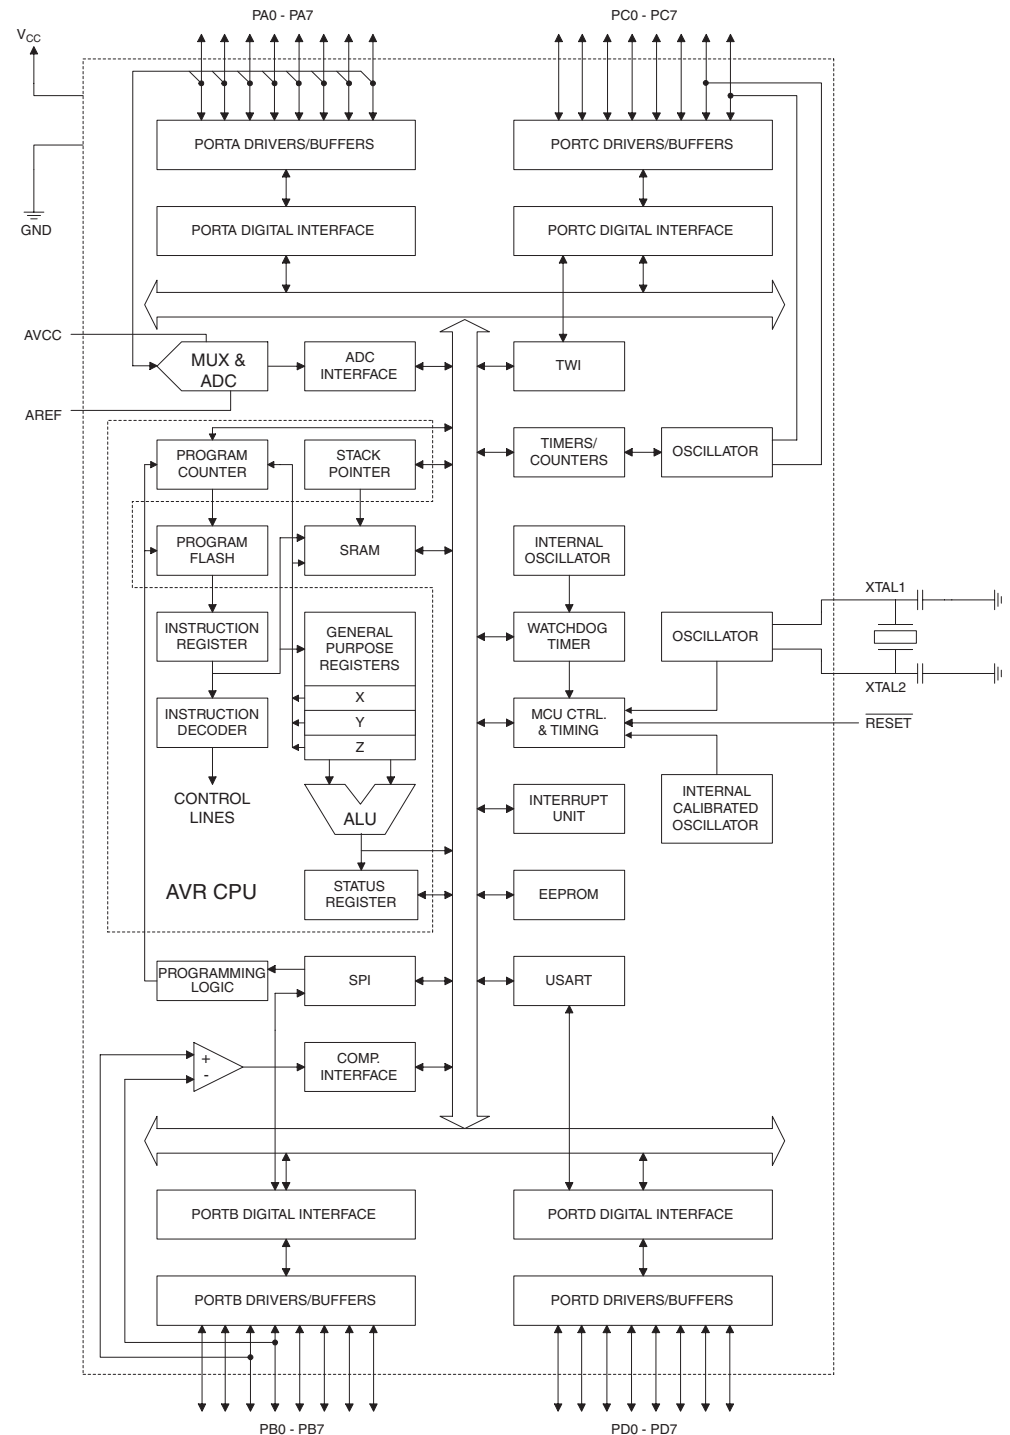 PA0 - PA7
PC0 - PC7
VCC
PORTA DRIVERS/BUFFERS
PORTC DRIVERS/BUFFERS
GND
PORTA DIGITAL INTERFACE
PORTC DIGITAL INTERFACE
AVCC
MUX &
ADC
ADC
INTERFACE
TWI
AREF
PROGRAM
COUNTER
STACK
POINTER
TIMERS/
COUNTERS
OSCILLATOR
PROGRAM
FLASH
SRAM
INTERNAL
OSCILLATOR
XTAL1
INSTRUCTION
REGISTER
GENERAL
PURPOSE
REGISTERS
WATCHDOG
TIMER
OSCILLATOR
XTAL2
X
INSTRUCTION
DECODER
Y
MCU CTRL.
& TIMING
RESET
Z
CONTROL
LINES
ALU
INTERRUPT
UNIT
INTERNAL
CALIBRATED
OSCILLATOR
AVR CPU
STATUS
REGISTER
EEPROM
PROGRAMMING
LOGIC
SPI
USART
+
-
COMP.
INTERFACE
PORTB DIGITAL INTERFACE
PORTD DIGITAL INTERFACE
PORTB DRIVERS/BUFFERS
PORTD DRIVERS/BUFFERS
PB0 - PB7
PD0 - PD7